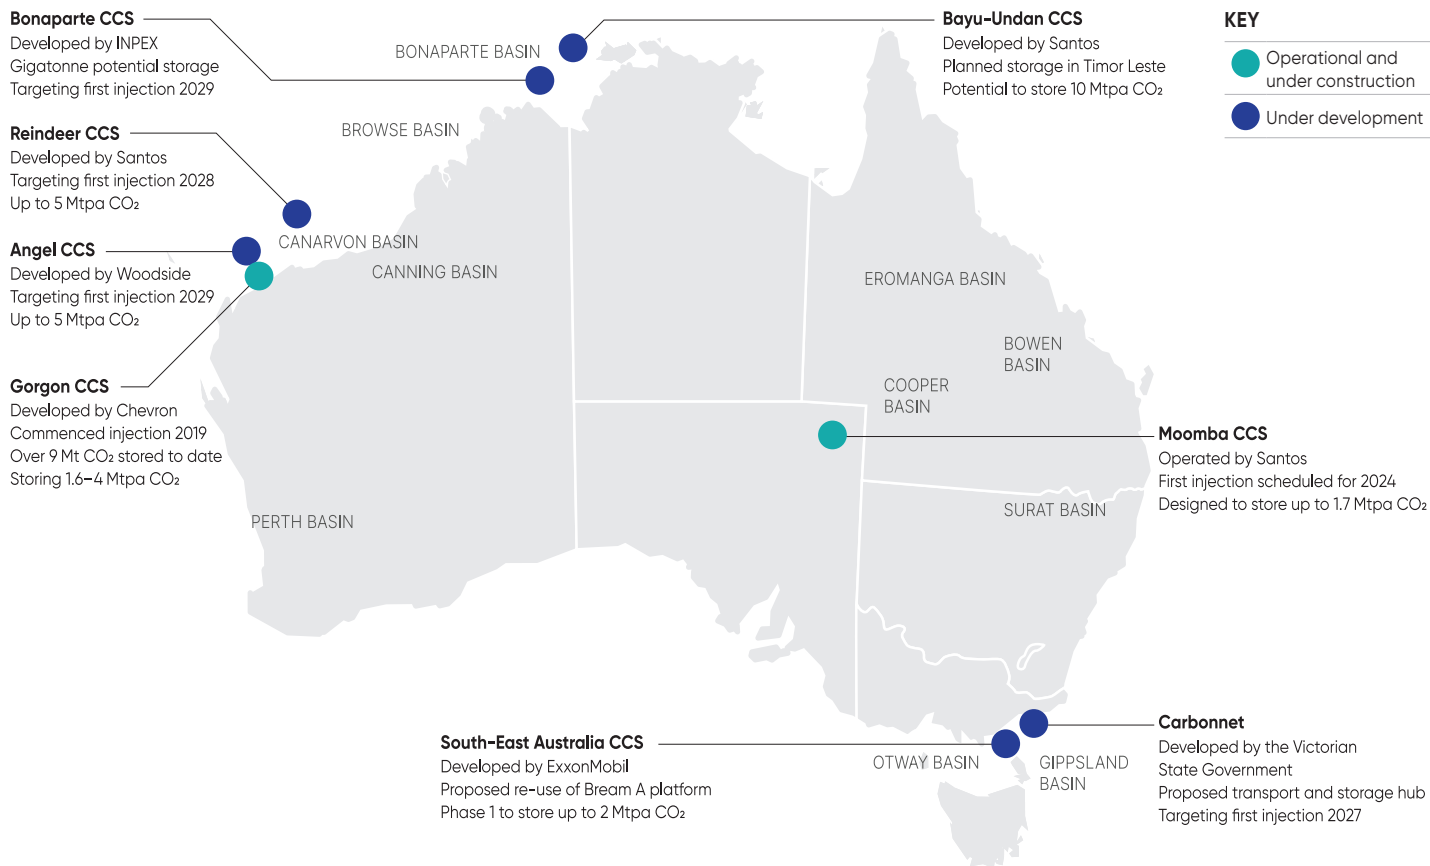 Bonaparte CCS
Developed by INPEX
Gigatonne potential storage
Targeting first injection 2029
Reindeer CCS
Developed by Santos
Targeting first injection 2028
Up to 5 Mtpa CO₂
Angel CCS
Developed by Woodside
Targeting first injection 2029
Up to 5 Mtpa CO₂
Gorgon CCS
Developed by Chevron
Commenced injection 2019
Over 9 Mt CO₂ stored to date
Storing 1.6–4 Mtpa CO₂
BONAPARTE BASIN
BROWSE BASIN
CANARVON BASIN
CANNING BASIN
PERTH BASIN
EROMANGA BASIN
BOWEN
BASIN
COOPER
BASIN
SURAT BASIN
OTWAY BASIN
GIPPSLAND
BASIN
Bayu-Undan CCS
Developed by Santos
Planned storage in Timor Leste
Potential to store 10 Mtpa CO₂
KEY
Operational and
under construction
Under development
Moomba CCS
Operated by Santos
First injection scheduled for 2024
Designed to store up to 1.7 Mtpa CO₂
South-East Australia CCS
Developed by ExxonMobil
Proposed re-use of Bream A platform
Phase 1 to store up to 2 Mtpa CO₂
Carbonnet
Developed by the Victorian
State Government
Proposed transport and storage hub
Targeting first injection 2027